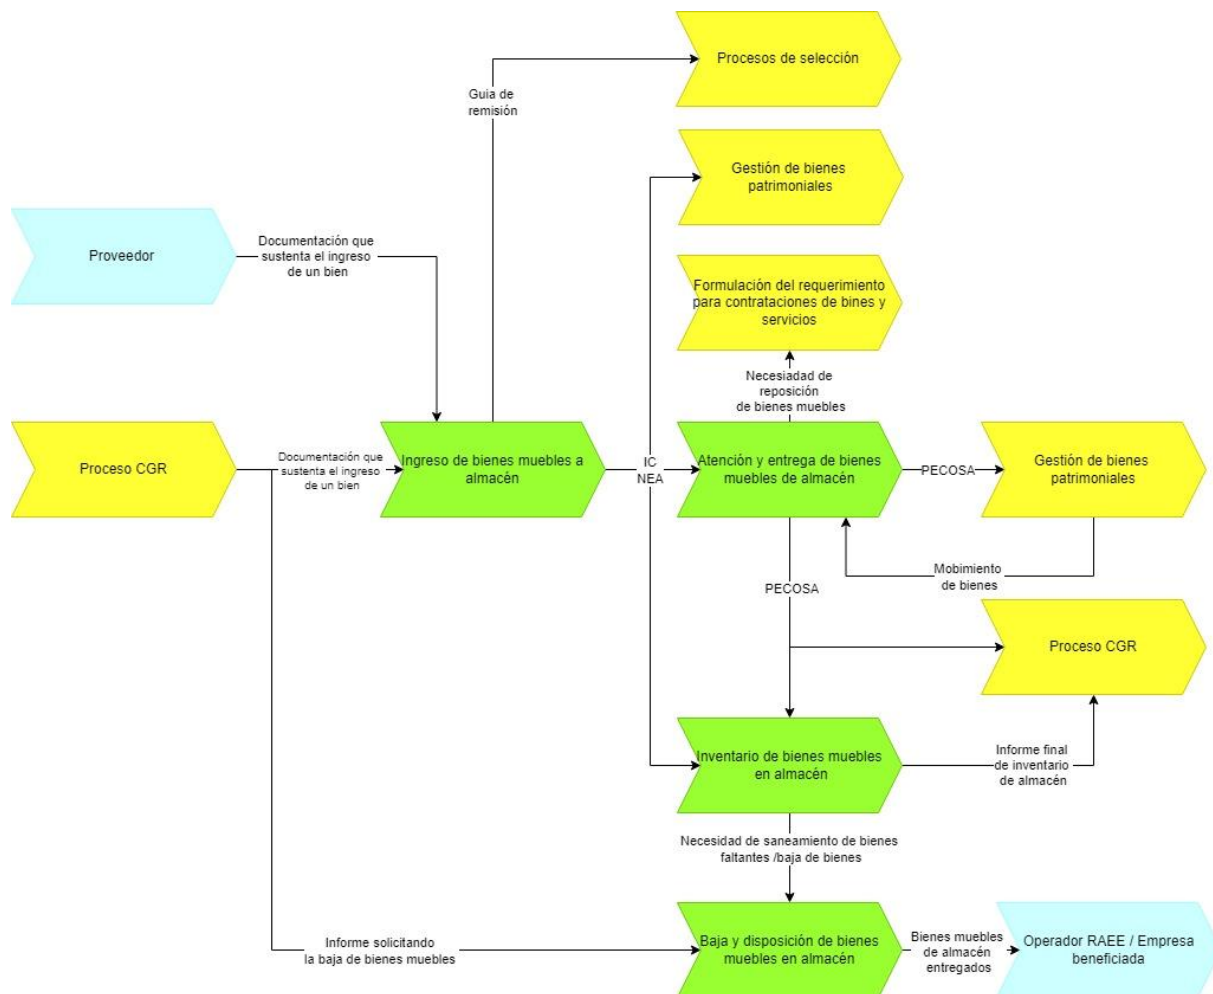 Procesos de selección
Guia de
remisión
Gestión de bienes
patrimoniales
Proveedor
Documentación que
sustenta el ingreso
de un bien
Formulación del requerimiento
para contrataciones de bines y
servicios
Necesiadad de
reposición
de bienes muebles
Proceso CGR
Documentación que
sustenta el ingreso
de un bien
Ingreso de bienes muebles a
almacén
IC
NEA
Atención y entrega de bienes
muebles de almacén
PECOSA
Gestión de bienes
patrimoniales
Mobimiento
de bienes
PECOSA
Proceso CGR
Inventario de bienes muebles
en almacén
Informe final
de inventario
de almacén
Necesidad de saneamiento de bienes
faltantes /baja de bienes
Informe solicitando
la baja de bienes muebles
Baja y disposición de bienes
muebles en almacén
Bienes muebles
de almacén
entregados
Operador RAEE / Empresa
beneficiada